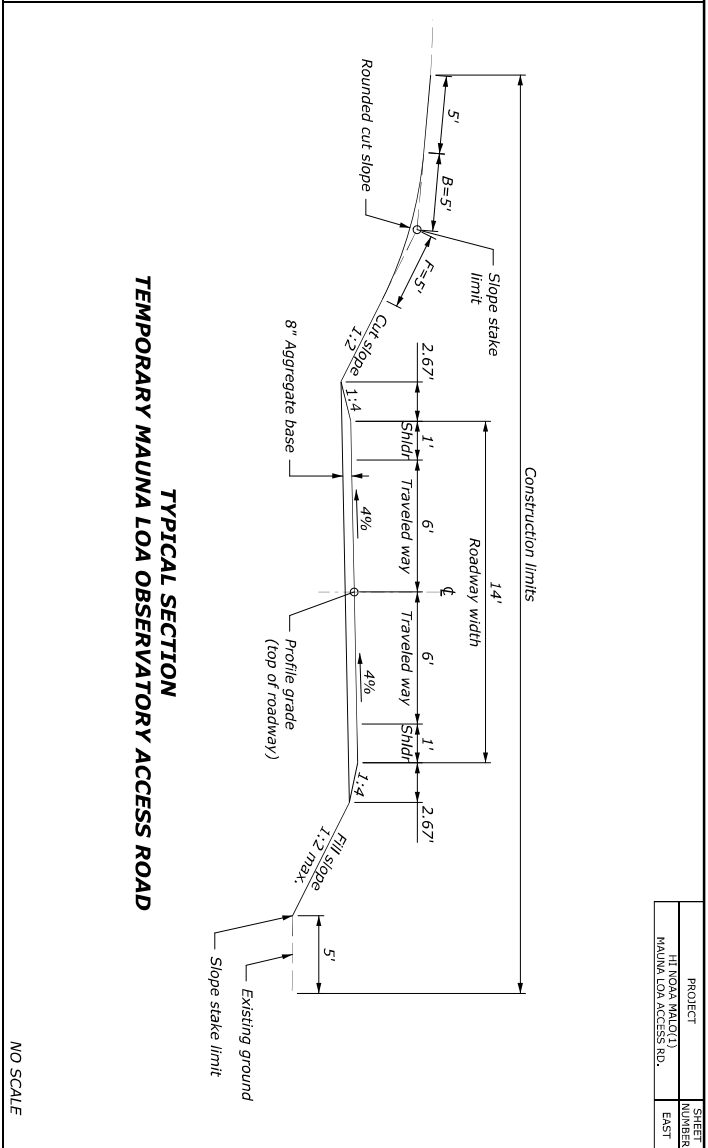 PROJECT
SHEET
NUMBER
HI NOAA MALO(1)
MAUNA LOA ACCESS RD.
EAST
Construction limits
14'
Roadway width
5'
B=5'
Slope stake
limit
F=5'
Rounded cut slope
Cut slope
1:2
2.67'
1:4
1'
Shldr
6'
Traveled way
℄
6'
Traveled way
1'
Shldr
2.67'
1:4
4%
4%
8" Aggregate base
Profile grade
(top of roadway)
Fill slope
1:2 max.
5'
Existing ground
Slope stake limit
TYPICAL SECTION
TEMPORARY MAUNA LOA OBSERVATORY ACCESS ROAD
NO SCALE